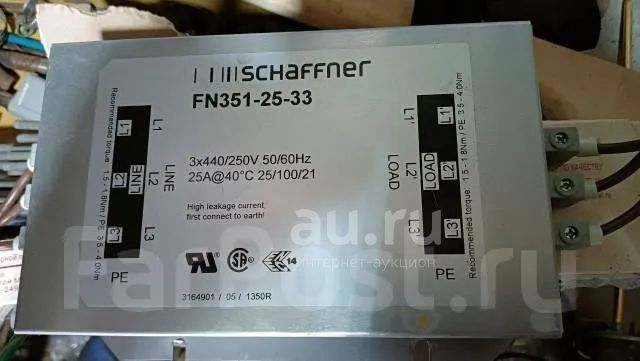 SCHAFFNER
FN351-25-33
3x440/250V 50/60Hz
25A@40°C 25/100/21
High leakage current,
first connect to earth!
3164901 / 05 / 1350R
Recommended torque: 1.5 - 1.8Nm / PE: 3.5 - 4.0Nm
L1
L2
L3
LINE
L1
L2
L3
LINE
PE
L1'
L2'
L3'
LOAD
L1'
L2'
L3'
LOAD
PE
Recommended torque: 1.5 - 1.8Nm / PE: 3.5 - 4.0Nm
14
КАЧЕСТВУ
au.ru
интернет-аукцион
FarPost.ru